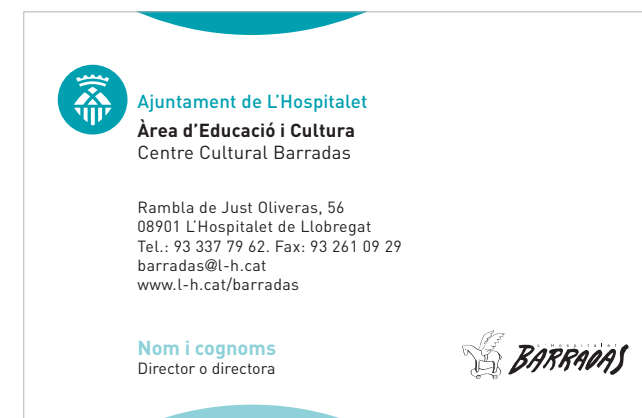 Ajuntament de L'Hospitalet
Àrea d'Educació i Cultura
Centre Cultural Barradas
Rambla de Just Oliveras, 56
08901 L'Hospitalet de Llobregat
Tel.: 93 337 79 62. Fax: 93 261 09 29
barradas@l-h.cat
www.l-h.cat/barradas
Nom i cognoms
Director o directora
L'Hospitalet
BARRADAS